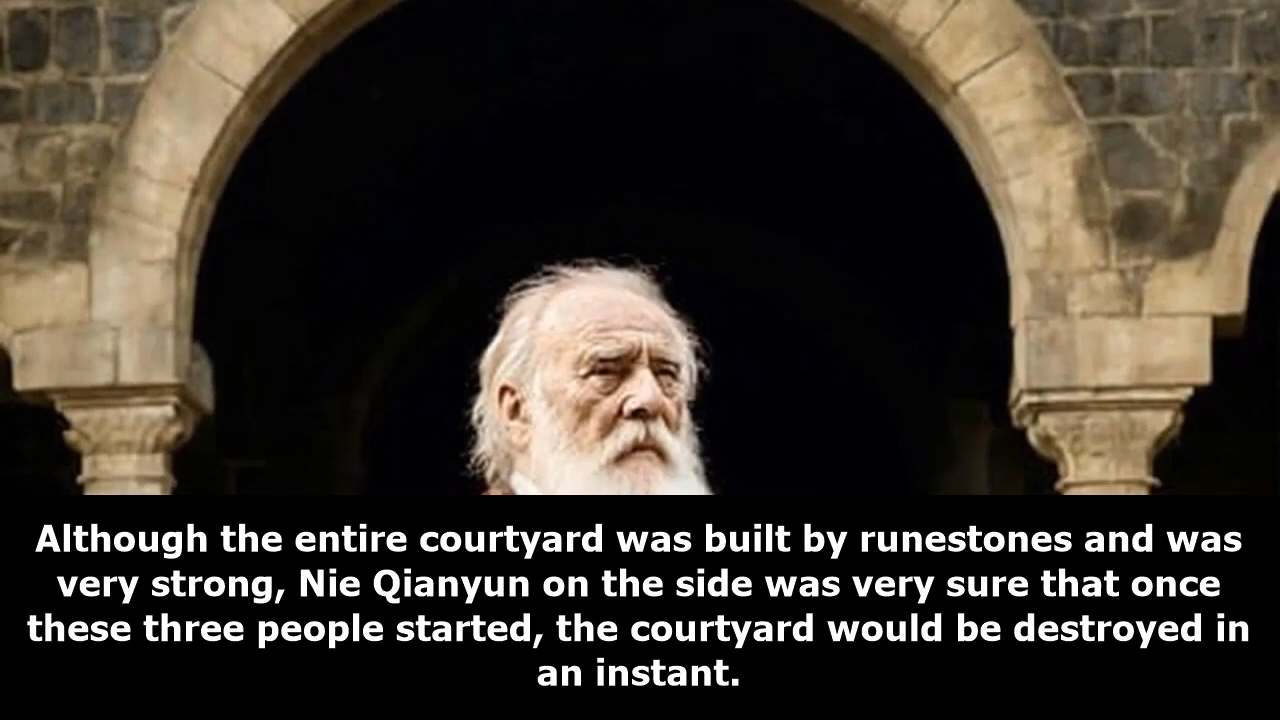 Although the entire courtyard was built by runestones and was
very strong, Nie Qianyun on the side was very sure that once
these three people started, the courtyard would be destroyed in
an instant.